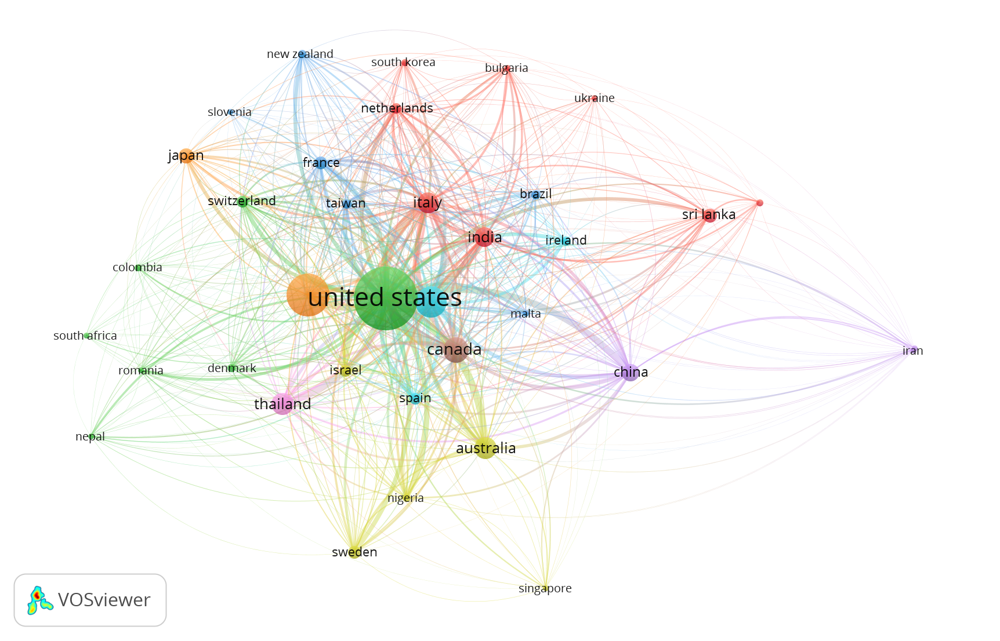 new zealand
south korea
bulgaria
ukraine
netherlands
slovenia
japan
france
brazil
switzerland
taiwan
italy
sri lanka
india
ireland
colombia
united states
malta
south africa
canada
iran
romania
denmark
israel
china
thailand
spain
nepal
australia
nigeria
sweden
singapore
VOSviewer